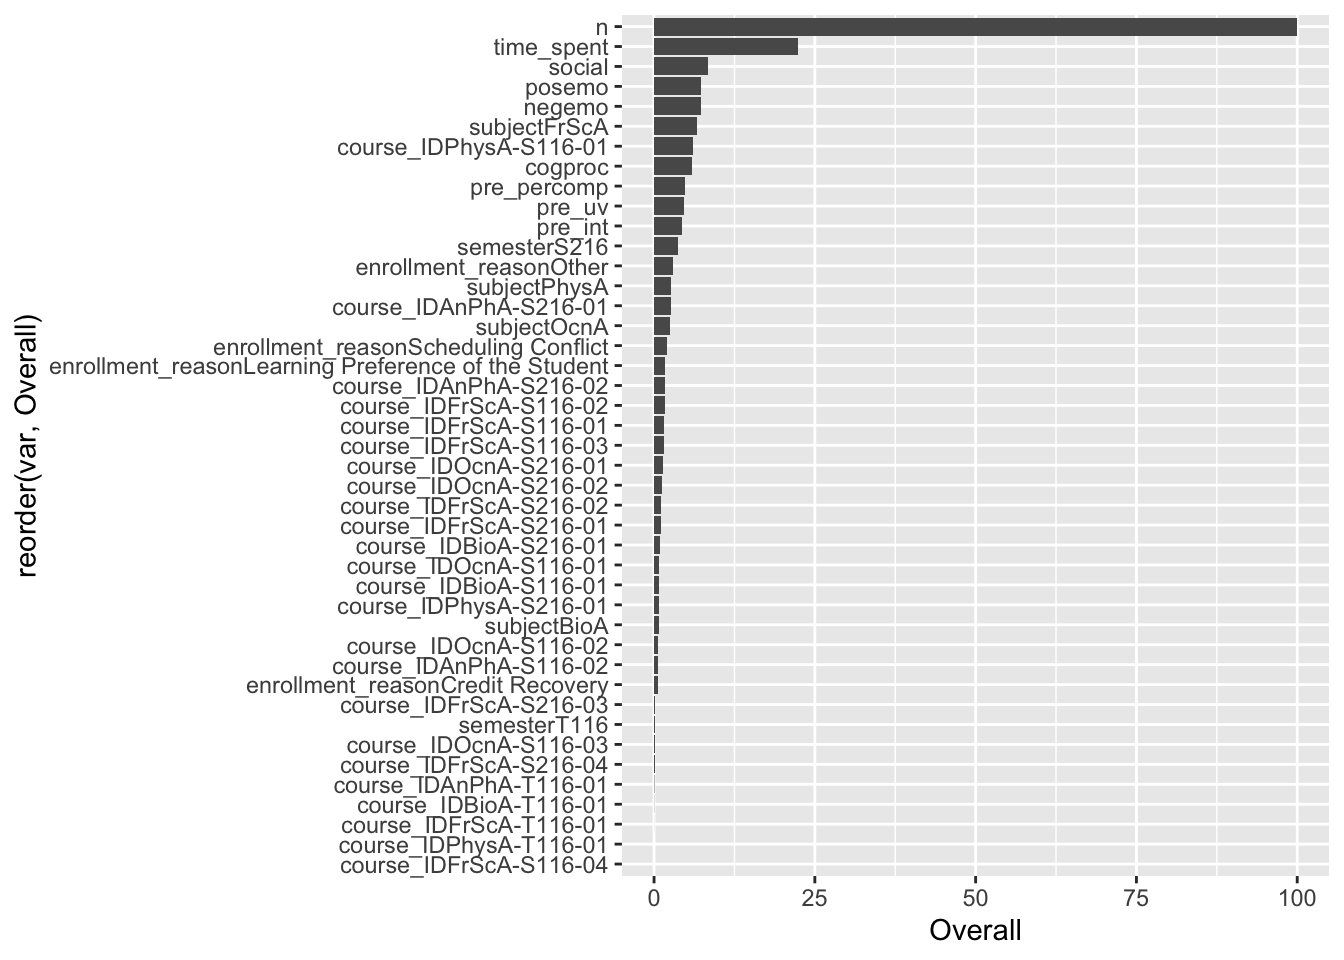 n
time_spent
social
posemo
negemo
subjectFrScA
course_IDPhysA-S116-01
cogproc
pre_percomp
pre_uv
pre_int
semesterS216
enrollment_reasonOther
subjectPhysA
course_IDAnPhA-S216-01
subjectOcnA
enrollment_reasonScheduling Conflict
enrollment_reasonLearning Preference of the Student
course_IDAnPhA-S216-02
course_IDFrScA-S116-02
course_IDFrScA-S116-01
course_IDFrScA-S116-03
course_IDOcnA-S216-01
course_IDOcnA-S216-02
course_IDFrScA-S216-02
course_IDFrScA-S216-01
course_IDBioA-S216-01
course_IDOcnA-S116-01
course_IDBioA-S116-01
course_IDPhysA-S216-01
subjectBioA
course_IDOcnA-S116-02
course_IDAnPhA-S116-02
enrollment_reasonCredit Recovery
course_IDFrScA-S216-03
semesterT116
course_IDOcnA-S116-03
course_IDFrScA-S216-04
course_IDAnPhA-T116-01
course_IDBioA-T116-01
course_IDFrScA-T116-01
course_IDPhysA-T116-01
course_IDFrScA-S116-04
reorder(var, Overall)
0 25 50 75 100
Overall